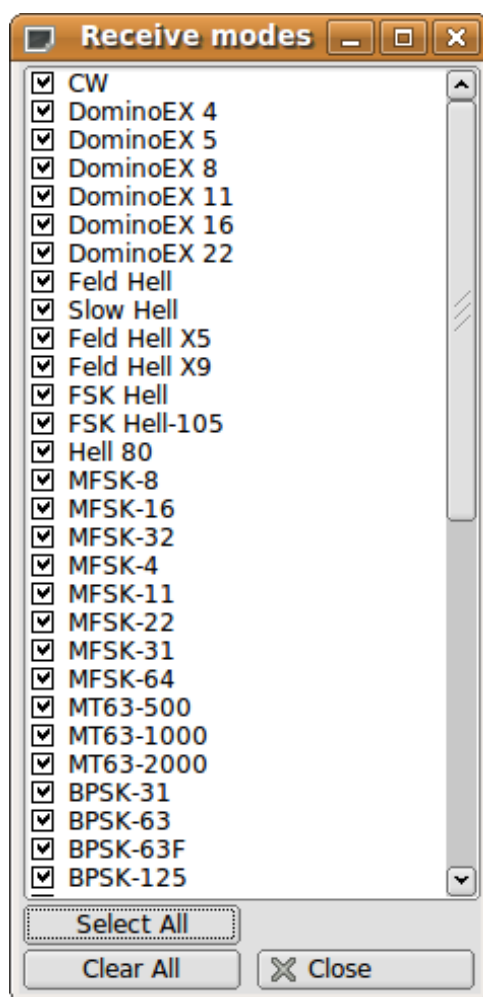 Receive modes
CW
DominoEX 4
DominoEX 5
DominoEX 8
DominoEX 11
DominoEX 16
DominoEX 22
Feld Hell
Slow Hell
Feld Hell X5
Feld Hell X9
FSK Hell
FSK Hell-105
Hell 80
MFSK-8
MFSK-16
MFSK-32
MFSK-4
MFSK-11
MFSK-22
MFSK-31
MFSK-64
MT63-500
MT63-1000
MT63-2000
BPSK-31
BPSK-63
BPSK-63F
BPSK-125
Select All
Clear All Close